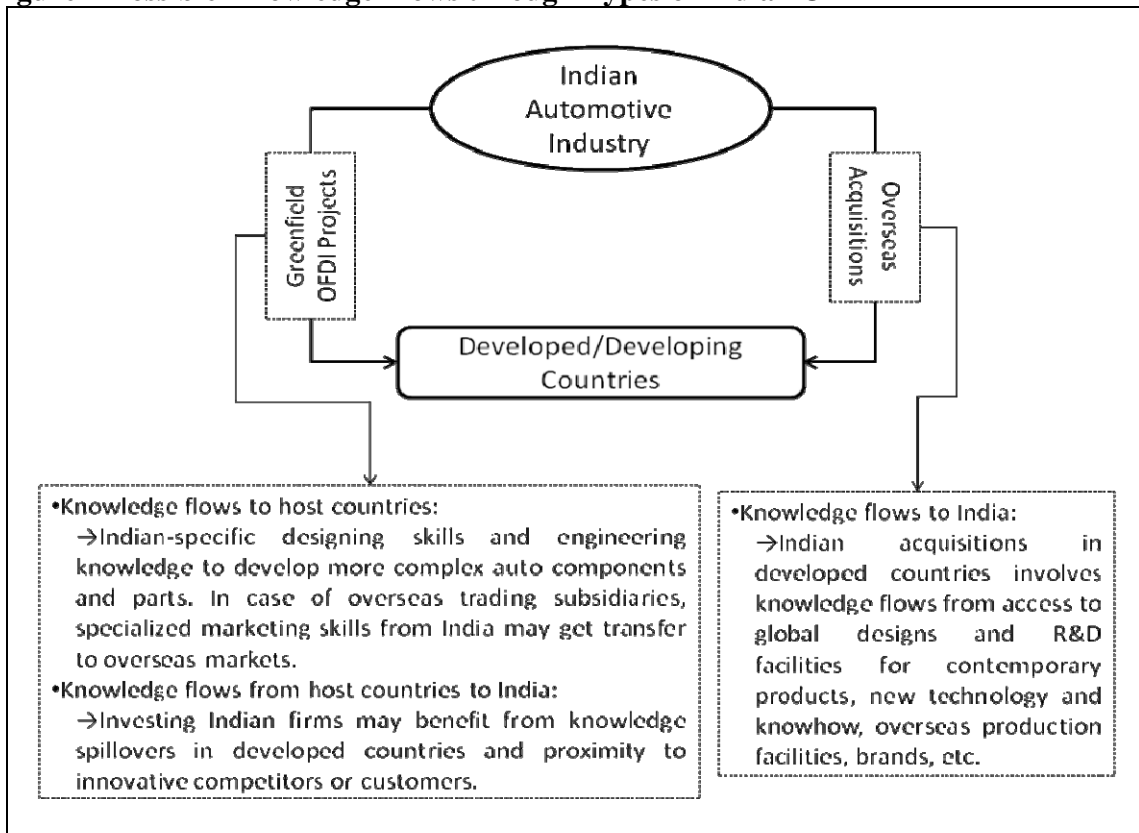 Knowledge Flows through Types of
Indian
Automotive
Industry
Greenfield
OFDI Projects
Overseas
Acquisitions
Developed/Developing
Countries
•Knowledge flows to host countries:
→Indian-specific designing skills and engineering
knowledge to develop more complex auto components
and parts. In case of overseas trading subsidiaries,
specialized marketing skills from India may get transfer
to overseas markets.
•Knowledge flows from host countries to India:
→Investing Indian firms may benefit from knowledge
spillovers in developed countries and proximity to
innovative competitors or customers.
•Knowledge flows to India:
→Indian acquisitions in
developed countries involves
knowledge flows from access to
global designs and R&D
facilities for contemporary
products, new technology and
knowhow, overseas production
facilities, brands, etc.